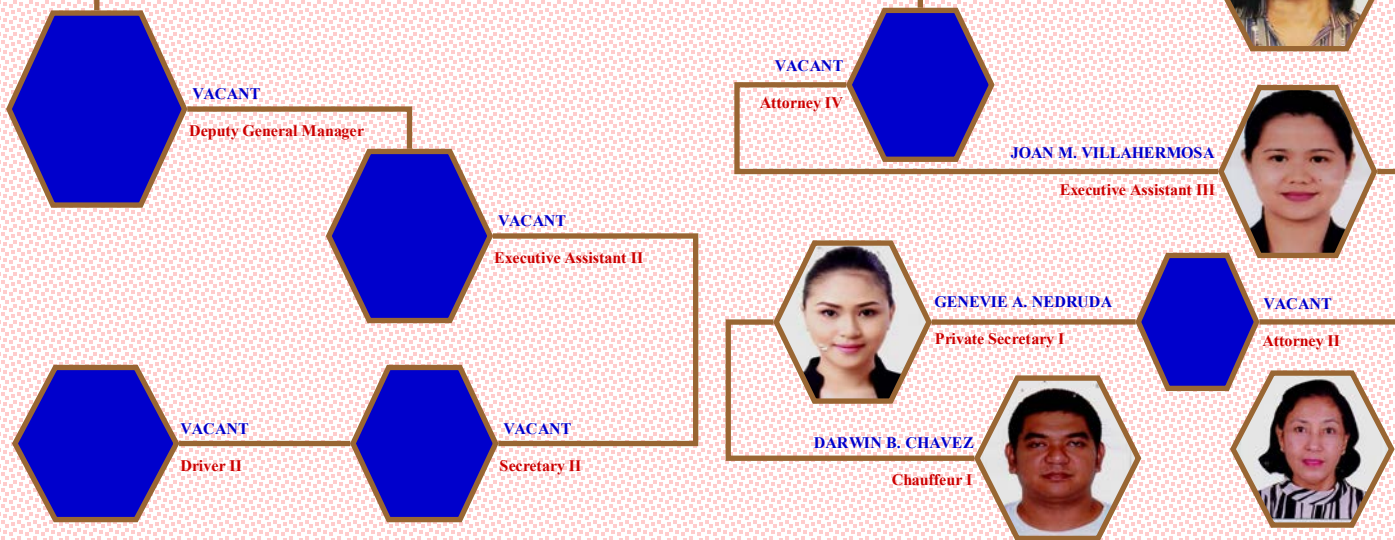 VACANT
Deputy General Manager
VACANT
Executive Assistant II
VACANT
Driver II
VACANT
Secretary II
VACANT
Attorney IV
JOAN M. VILLAHERMOSA
Executive Assistant III
GENEVIE A. NEDRUDA
Private Secretary I
VACANT
Attorney II
DARWIN B. CHAVEZ
Chauffeur I